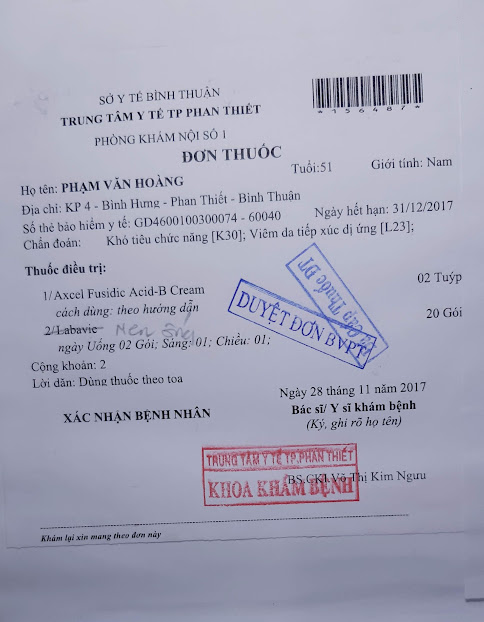 SỞ Y TẾ BÌNH THUẬN
TRUNG TÂM Y TẾ TP PHAN THIẾT
PHÒNG KHÁM NỘI SỐ 1
*156487*
ĐƠN THUỐC
Họ tên: PHẠM VĂN HOÀNG Tuổi:51 Giới tính: Nam
Địa chỉ: KP 4 - Bình Hưng - Phan Thiết - Bình Thuận
Số thẻ bảo hiểm y tế: GD4600100300074 - 60040 Ngày hết hạn: 31/12/2017
Chẩn đoán: Khó tiêu chức năng [K30]; Viêm da tiếp xúc dị ứng [L23];
Thuốc điều trị:
1/Axcel Fusidic Acid-B Cream 02 Tuýp
cách dùng: theo hướng dẫn
2/Labavie Men 20 Gói
ngày Uống 02 Gói; Sáng: 01; Chiều: 01;
Cộng khoản: 2
Lời dặn: Dùng thuốc theo toa
Thuốc ĐT
DUYỆT ĐƠN BVPT
Ngày 28 tháng 11 năm 2017
XÁC NHẬN BỆNH NHÂN Bác sĩ/ Y sĩ khám bệnh
(Ký, ghi rõ họ tên)
TRUNG TÂM Y TẾ TP.PHAN THIẾT
KHOA KHÁM BỆNH
BS.CKI.Võ Thị Kim Ngưu
Khám lại xin mang theo đơn này